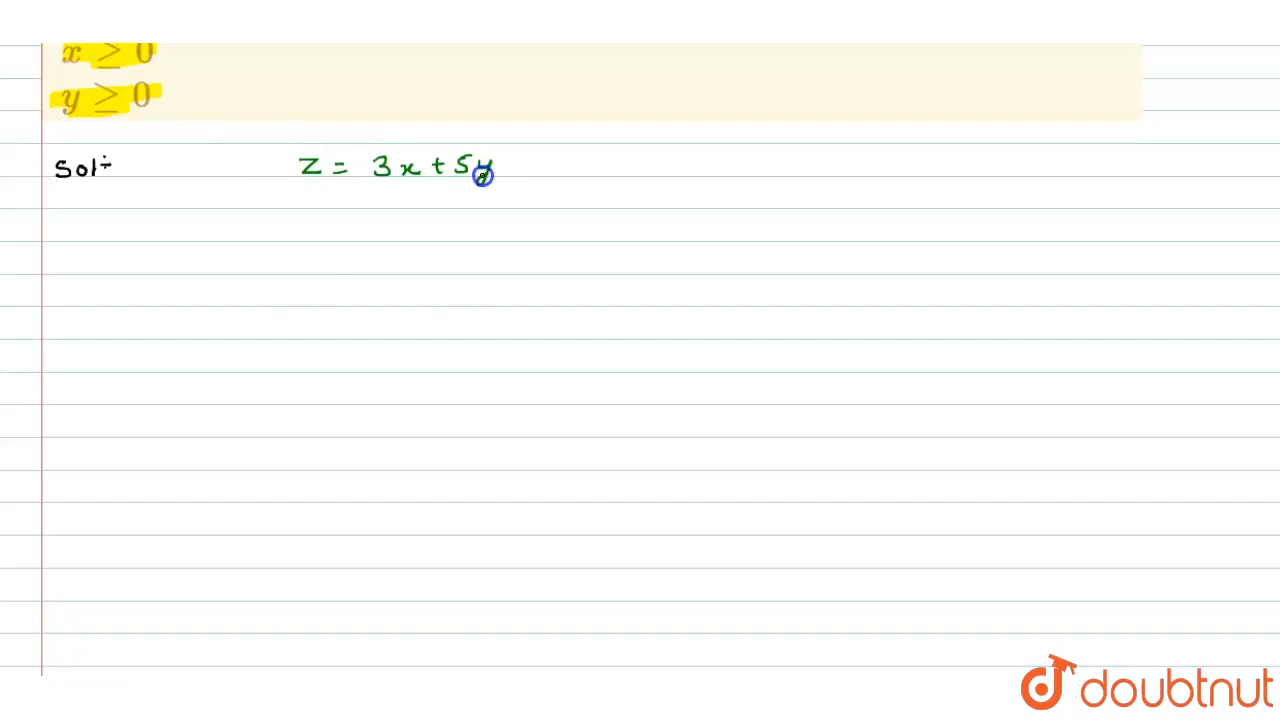 x ≥ 0
y ≥ 0
Sol÷ Z = 3x + 5y
doubtnut